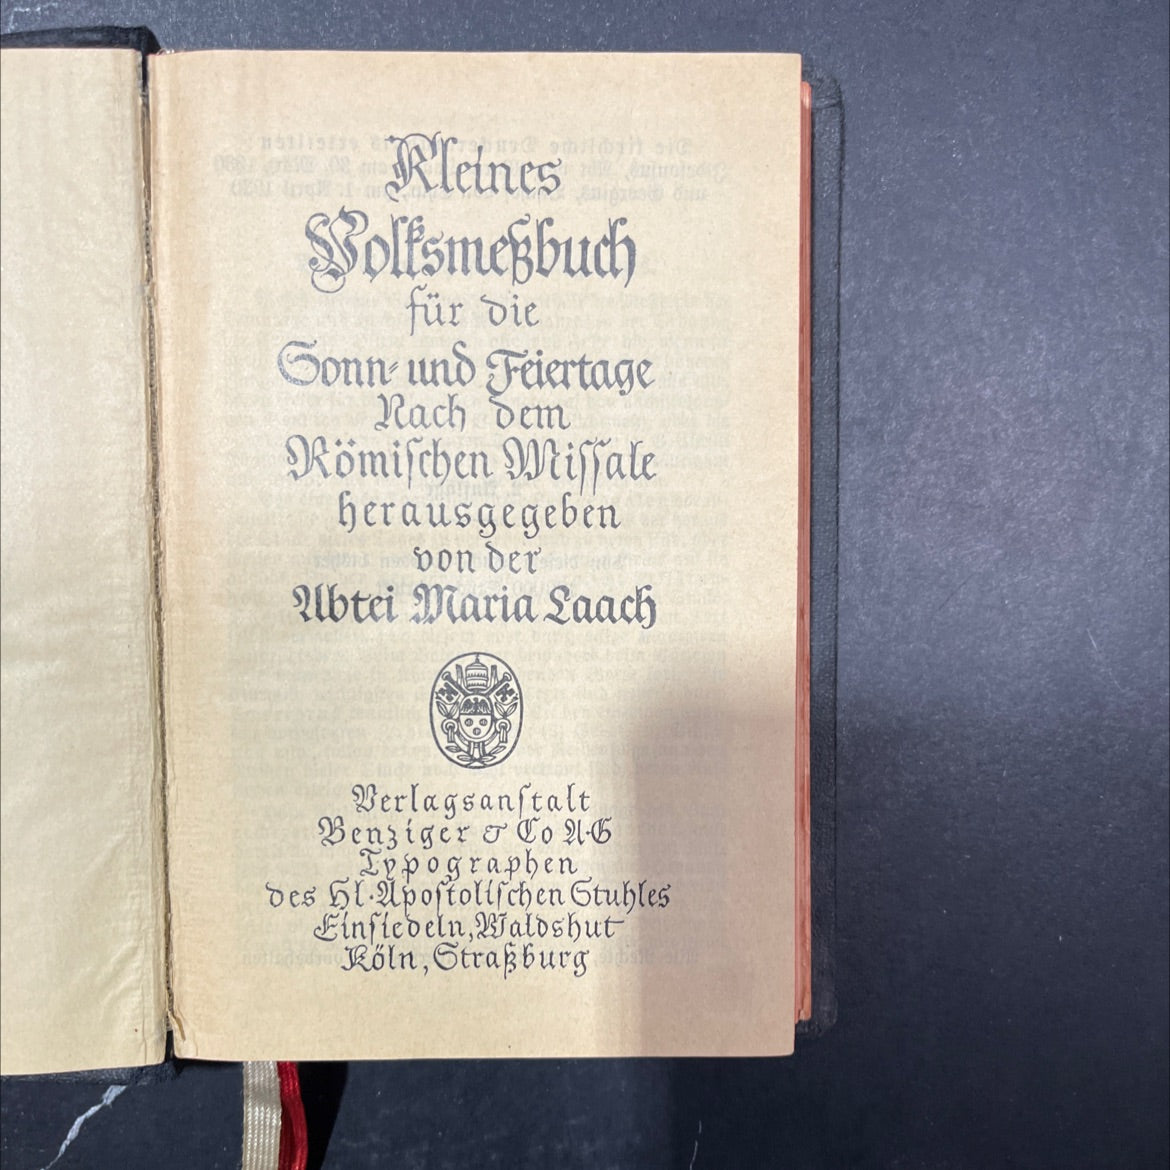 Kleines
Volksmeßbuch
für die
Sonn- und Feiertage
Nach dem
Römischen Missale
herausgegeben
von der
Abtei Maria Laach
Verlagsanstalt
Benziger & Co A·G
Typographen
des Hl·Apostolischen Stuhles
Einsiedeln, Waldshut
Köln, Straßburg